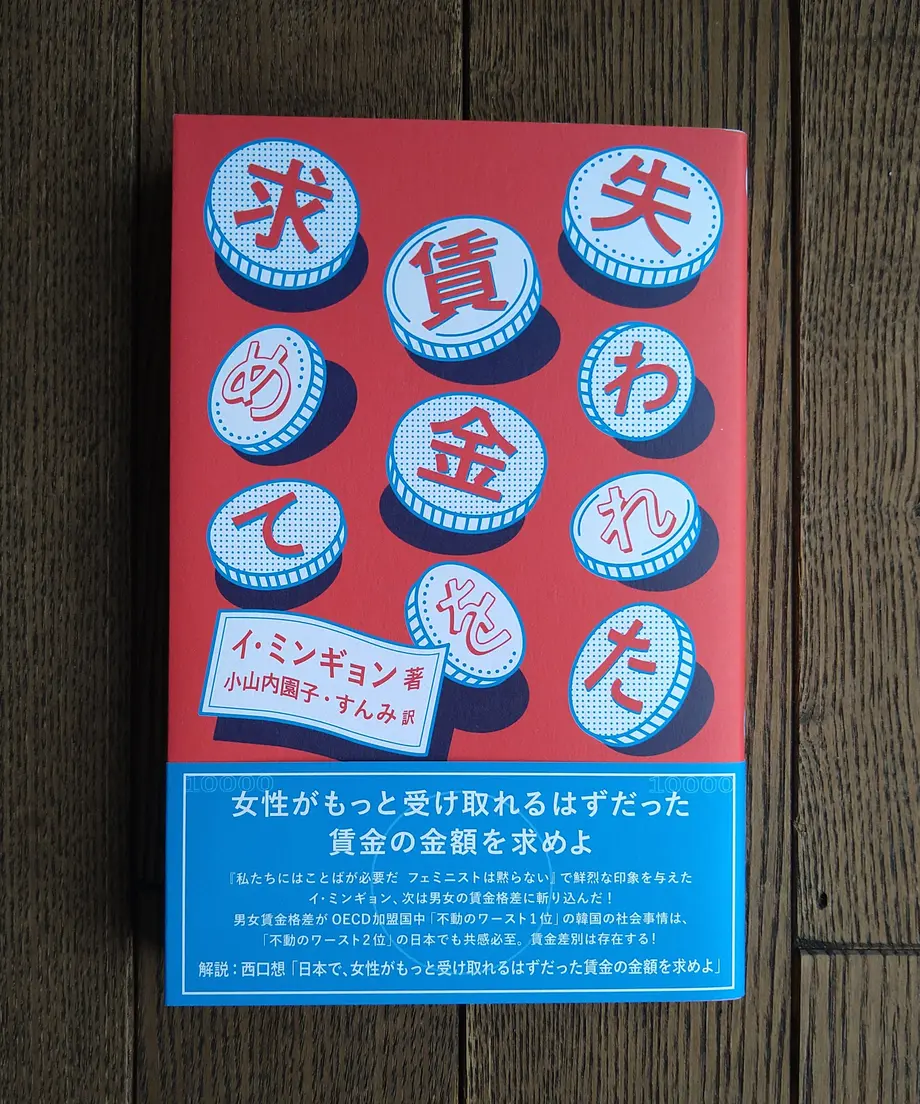 失われた
賃金を
求めて
イ・ミンギョン 著
小山内園子・すんみ 訳
10000 10000
女性がもっと受け取れるはずだった
賃金の金額を求めよ
『私たちにはことばが必要だ フェミニストは黙らない』で鮮烈な印象を与えた
イ・ミンギョン、次は男女の賃金格差に斬り込んだ！
男女賃金格差がOECD加盟国中「不動のワースト1位」の韓国の社会事情は、
「不動のワースト2位」の日本でも共感必至。賃金差別は存在する！
解説：西口想「日本で、女性がもっと受け取れるはずだった賃金の金額を求めよ」